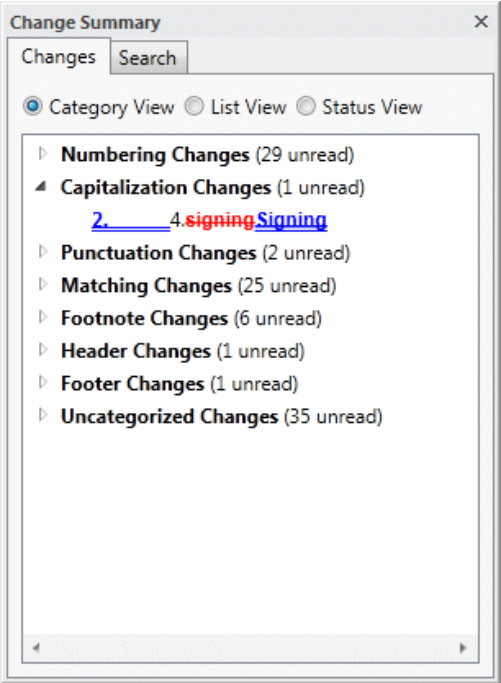 Change Summary
Changes Search
Category View List View Status View
Numbering Changes (29 unread)
Capitalization Changes (1 unread)
2.______4.signingSigning
Punctuation Changes (2 unread)
Matching Changes (25 unread)
Footnote Changes (6 unread)
Header Changes (1 unread)
Footer Changes (1 unread)
Uncategorized Changes (35 unread)